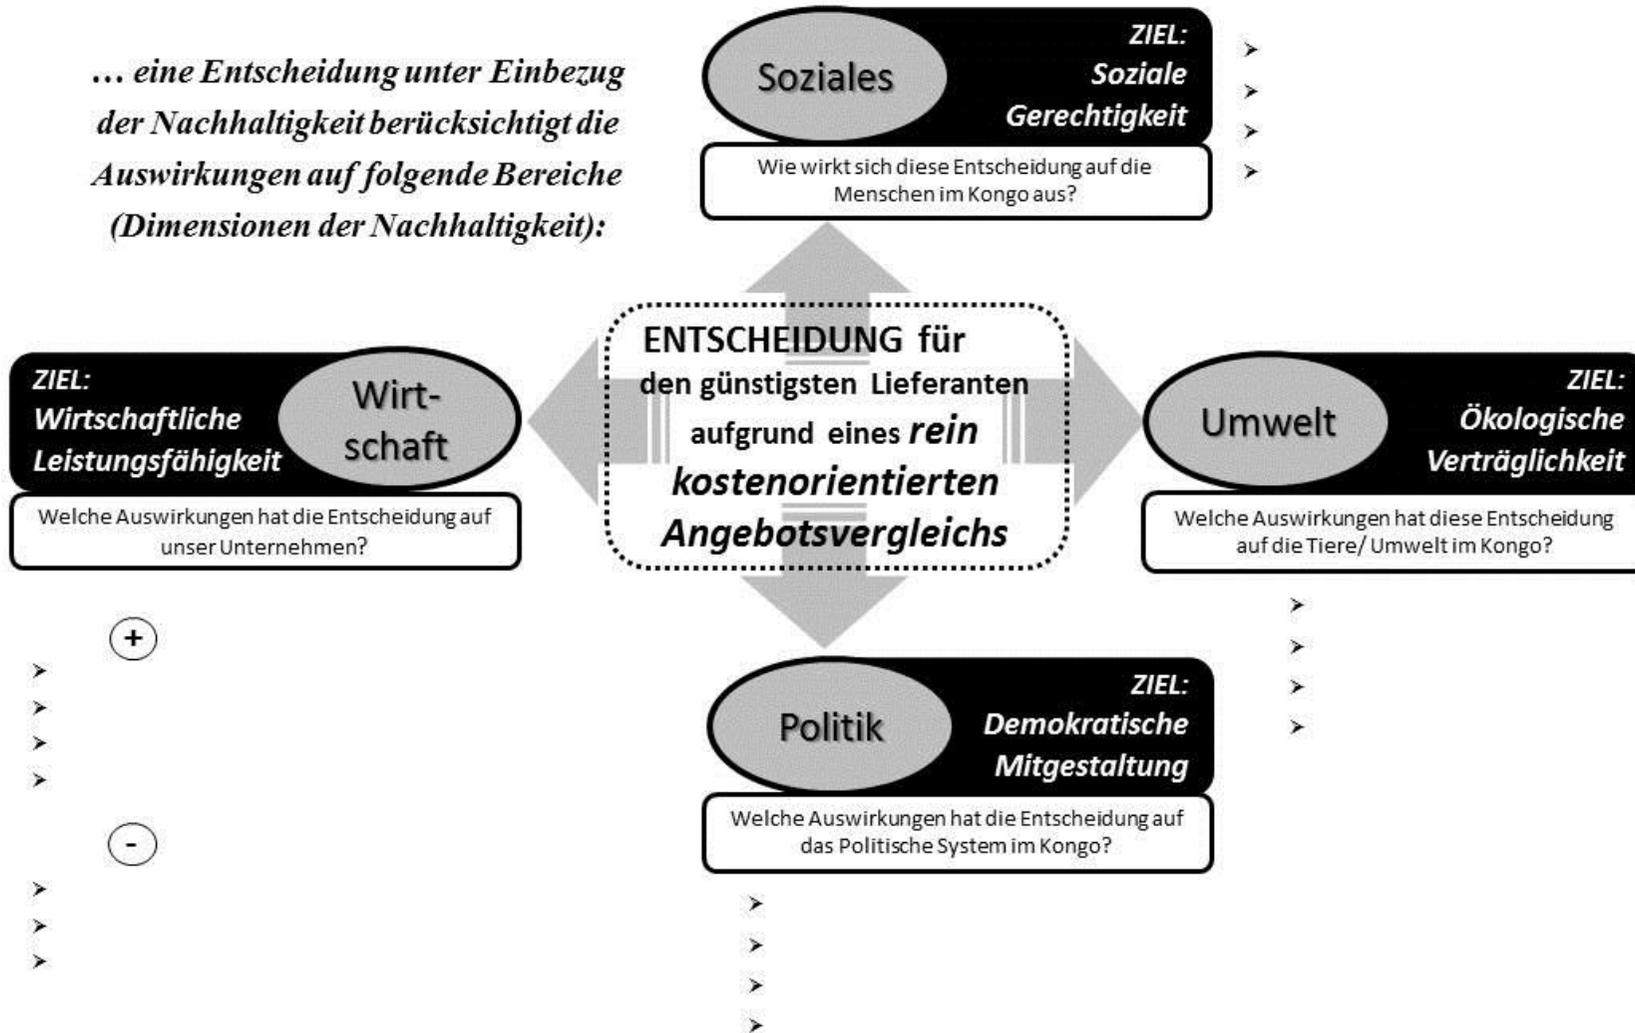 ... eine Entscheidung unter Einbezug
der Nachhaltigkeit berücksichtigt die
Auswirkungen auf folgende Bereiche
(Dimensionen der Nachhaltigkeit):
Soziales
ZIEL:
Soziale
Gerechtigkeit
Wie wirkt sich diese Entscheidung auf die
Menschen im Kongo aus?
ZIEL:
Wirtschaftliche
Leistungsfähigkeit
Wirt-
schaft
Welche Auswirkungen hat die Entscheidung auf
unser Unternehmen?
+
-
ENTSCHEIDUNG für
den günstigsten Lieferanten
aufgrund eines rein
kostenorientierten
Angebotsvergleichs
Umwelt
ZIEL:
Ökologische
Verträglichkeit
Welche Auswirkungen hat diese Entscheidung
auf die Tiere/ Umwelt im Kongo?
Politik
ZIEL:
Demokratische
Mitgestaltung
Welche Auswirkungen hat die Entscheidung auf
das Politische System im Kongo?